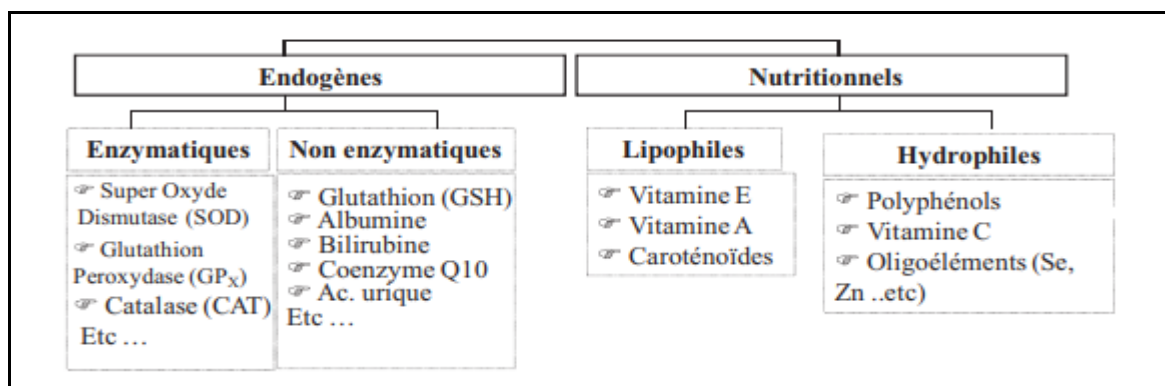 Endogènes
Nutritionnels
Enzymatiques
Non enzymatiques
Lipophiles
Hydrophiles
☞ Super Oxyde
Dismutase (SOD)
☞ Glutathion
Peroxydase (GPX)
☞ Catalase (CAT)
Etc …
☞ Glutathion (GSH)
☞ Albumine
☞ Bilirubine
☞ Coenzyme Q10
☞ Ac. urique
Etc …
☞ Vitamine E
☞ Vitamine A
☞ Caroténoïdes
☞ Polyphénols
☞ Vitamine C
☞ Oligoéléments (Se,
Zn ..etc)